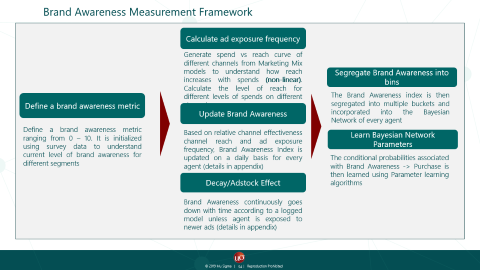 Brand Awareness Measurement Framework
Define a brand awareness metric
Define a brand awareness metric
ranging from 0 – 10. It is initialized
using survey data to understand
current level of brand awareness for
different segments
Calculate ad exposure frequency
Generate spend vs reach curve of
different channels from Marketing Mix
models to understand how reach
increases with spends (non-linear).
Calculate the level of reach for
different levels of spends on different
Update Brand Awareness
Based on relative channel effectiveness
channel reach and ad exposure
frequency, Brand Awareness Index is
updated on a daily basis for every
agent (details in appendix)
Decay/Adstock Effect
Brand Awareness continuously goes
down with time according to a logged
model unless agent is exposed to
newer ads (details in appendix)
Segregate Brand Awareness into
bins
The Brand Awareness index is then
segregated into multiple buckets and
incorporated into the Bayesian
Network of every agent
Learn Bayesian Network
Parameters
The conditional probabilities associated
with Brand Awareness -> Purchase is
then learned using Parameter learning
algorithms
Reproduction Prohibited